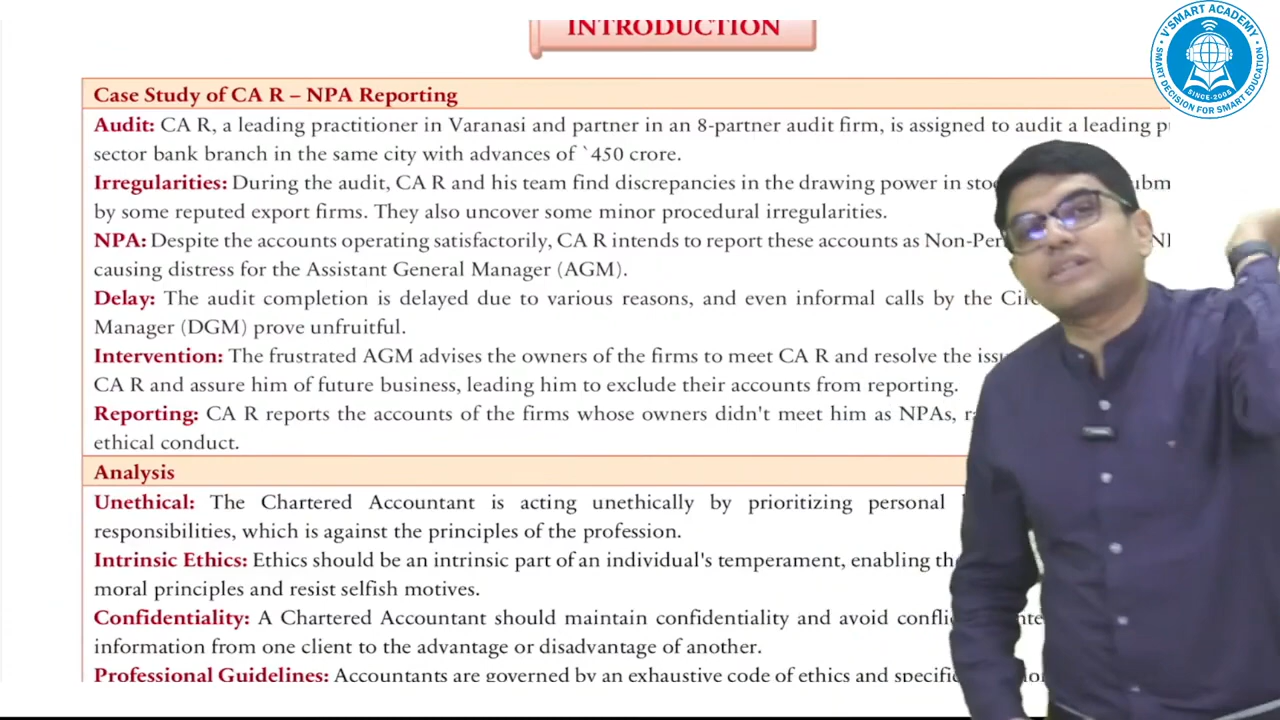 INTRODUCTION
V'SMART ACADEMY
SINCE-2005
SMART DECISION FOR SMART EDUCATION
Case Study of CA R – NPA Reporting
Audit: CA R, a leading practitioner in Varanasi and partner in an 8-partner audit firm, is assigned to audit a leading
sector bank branch in the same city with advances of `450 crore.
Irregularities: During the audit, CA R and his team find discrepancies in the drawing power in
by some reputed export firms. They also uncover some minor procedural irregularities.
NPA: Despite the accounts operating satisfactorily, CA R intends to report these accounts as
causing distress for the Assistant General Manager (AGM).
Delay: The audit completion is delayed due to various reasons, and even informal calls by the
Manager (DGM) prove unfruitful.
Intervention: The frustrated AGM advises the owners of the firms to meet CA R and resolve the
CA R and assure him of future business, leading him to exclude their accounts from reporting.
Reporting: CA R reports the accounts of the firms whose owners didn't meet him as NPAs,
ethical conduct.
Analysis
Unethical: The Chartered Accountant is acting unethically by prioritizing personal
responsibilities, which is against the principles of the profession.
Intrinsic Ethics: Ethics should be an intrinsic part of an individual's temperament, enabling
moral principles and resist selfish motives.
Confidentiality: A Chartered Accountant should maintain confidentiality and avoid
information from one client to the advantage or disadvantage of another.
Professional Guidelines: Accountants are governed by an exhaustive code of ethics and